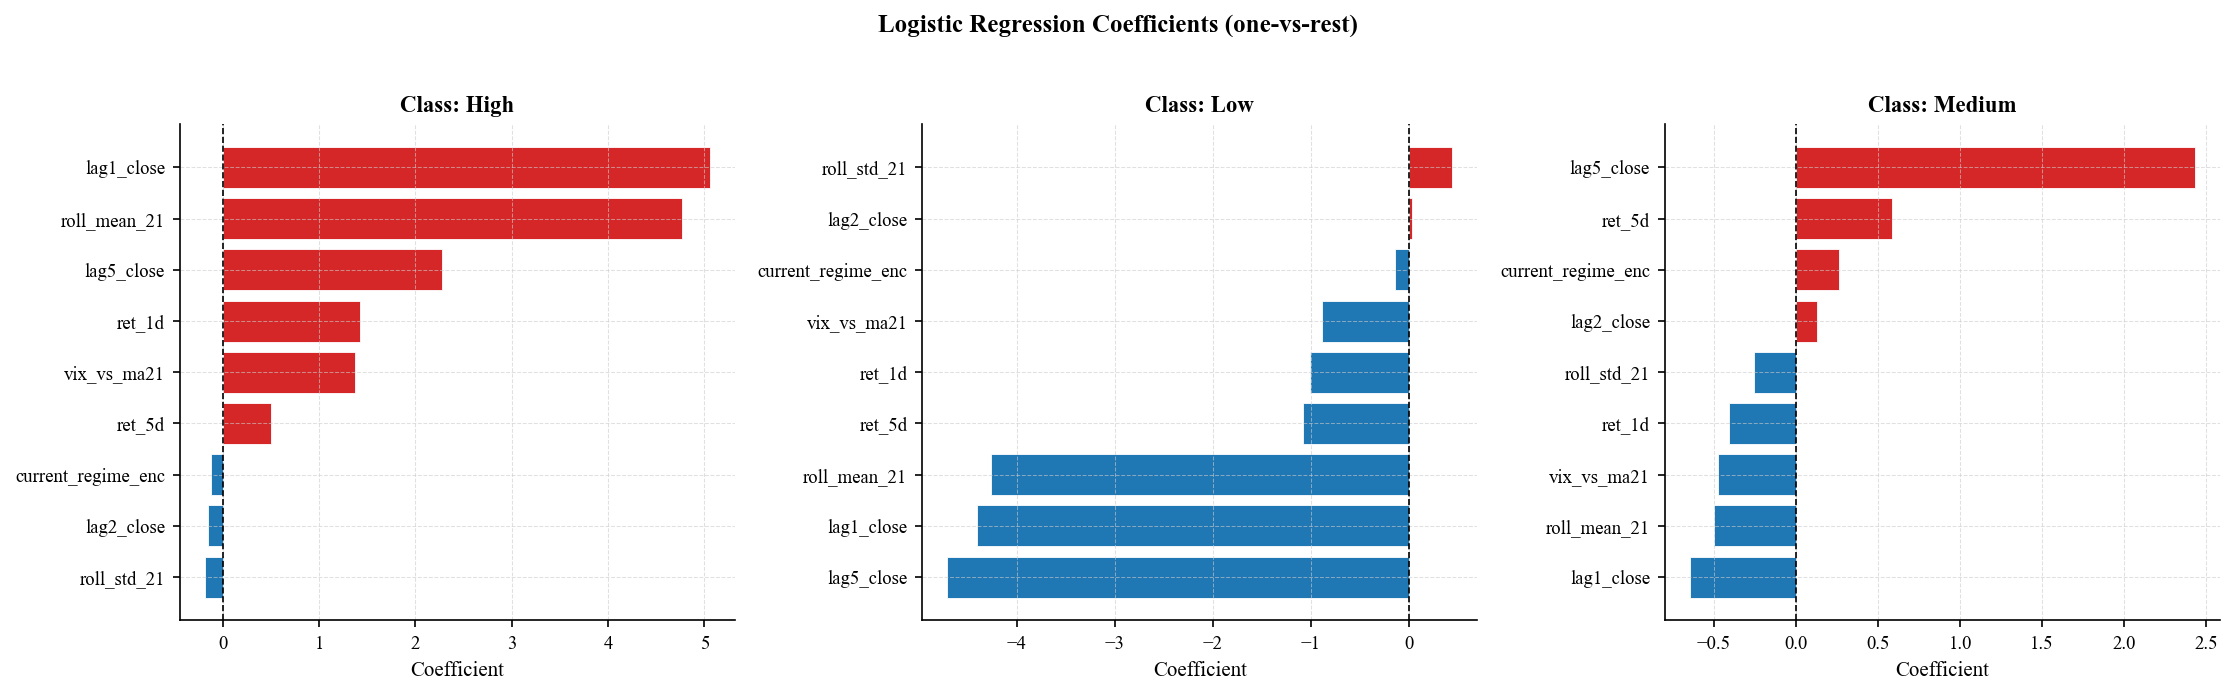 Logistic Regression Coefficients (one-vs-rest)
Class: High
lag1_close
roll_mean_21
lag5_close
ret_1d
vix_vs_ma21
ret_5d
current_regime_enc
lag2_close
roll_std_21
0 1 2 3 4 5
Coefficient
Class: Low
roll_std_21
lag2_close
current_regime_enc
vix_vs_ma21
ret_1d
ret_5d
roll_mean_21
lag1_close
lag5_close
−4 −3 −2 −1 0
Coefficient
Class: Medium
lag5_close
ret_5d
current_regime_enc
lag2_close
roll_std_21
ret_1d
vix_vs_ma21
roll_mean_21
lag1_close
−0.5 0.0 0.5 1.0 1.5 2.0 2.5
Coefficient